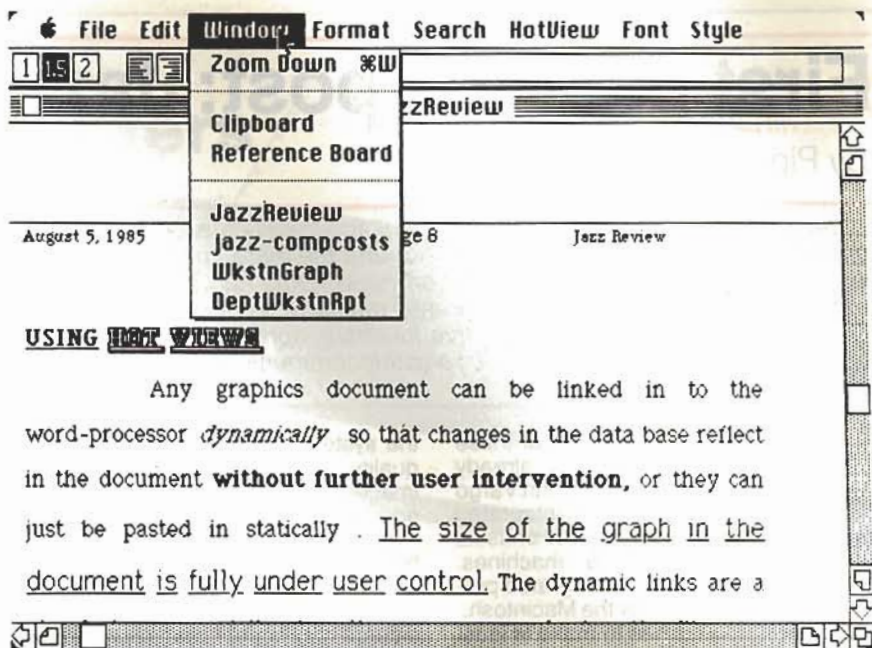 File Edit Window Format Search HotView Font Style
1 1.5 2
Zoom Down ⌘W
zzReview
Clipboard
Reference Board
JazzReview
jazz-compcosts
WkstnGraph
DeptWkstnRpt
August 5, 1985 ge 8 Jazz Review
USING HOT VIEWS
Any graphics document can be linked in to the
word-processor dynamically so that changes in the data base reflect
in the document without further user intervention, or they can
just be pasted in statically . The size of the graph in the
document is fully under user control. The dynamic links are a